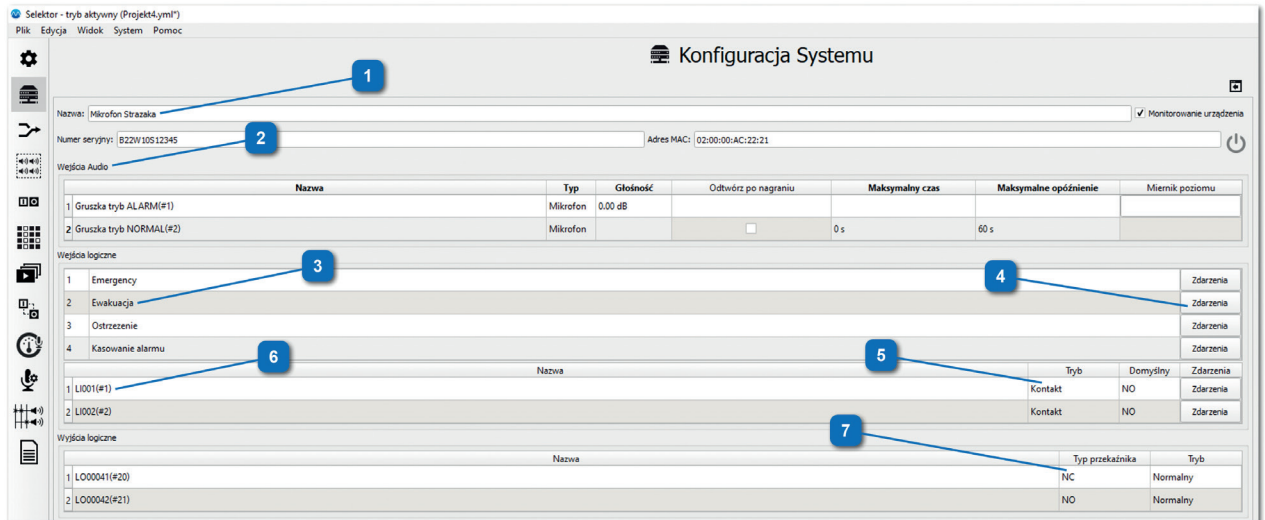 Selektor - tryb aktywny (Projekt4.yml*)
Plik Edycja Widok System Pomoc
Konfiguracja Systemu
1
Nazwa: Mikrofon Strazaka Monitorowanie urządzenia
2
Numer seryjny: B22W10S12345 Adres MAC: 02:00:00:AC:22:21
Wejścia Audio
Nazwa Typ Głośność Odtwórz po nagraniu Maksymalny czas Maksymalne opóźnienie Miernik poziomu
1 Gruszka tryb ALARM(#1) Mikrofon 0.00 dB
2 Gruszka tryb NORMAL(#2) Mikrofon 0 s 60 s
Wejścia logiczne
3
4
1 Emergency Zdarzenia
2 Ewakuacja Zdarzenia
3 Ostrzezenie Zdarzenia
4 Kasowanie alarmu Zdarzenia
6
5
Nazwa Tryb Domyślny Zdarzenia
1 LI001(#1) Kontakt NO Zdarzenia
2 LI002(#2) Kontakt NO Zdarzenia
Wyjścia logiczne
7
Nazwa Typ przekaźnika Tryb
1 LO00041(#20) NC Normalny
2 LO00042(#21) NO Normalny